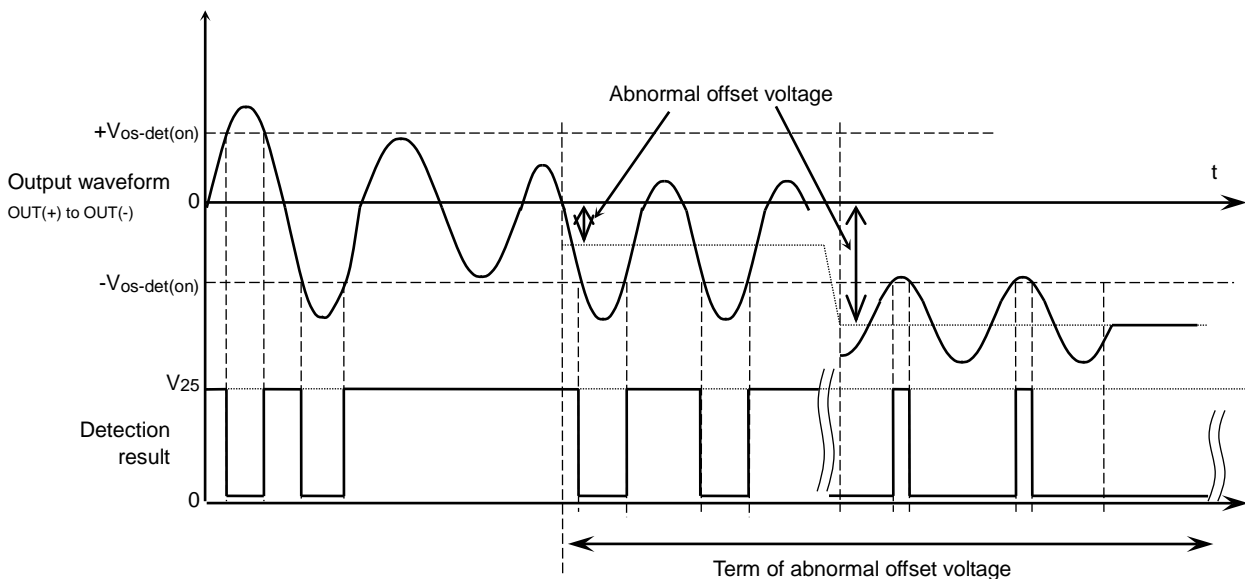 Abnormal offset voltage
+Vos-det(on)
t
Output waveform
OUT(+) to OUT(-)
0
-Vos-det(on)
V25
Detection
result
0
Term of abnormal offset voltage